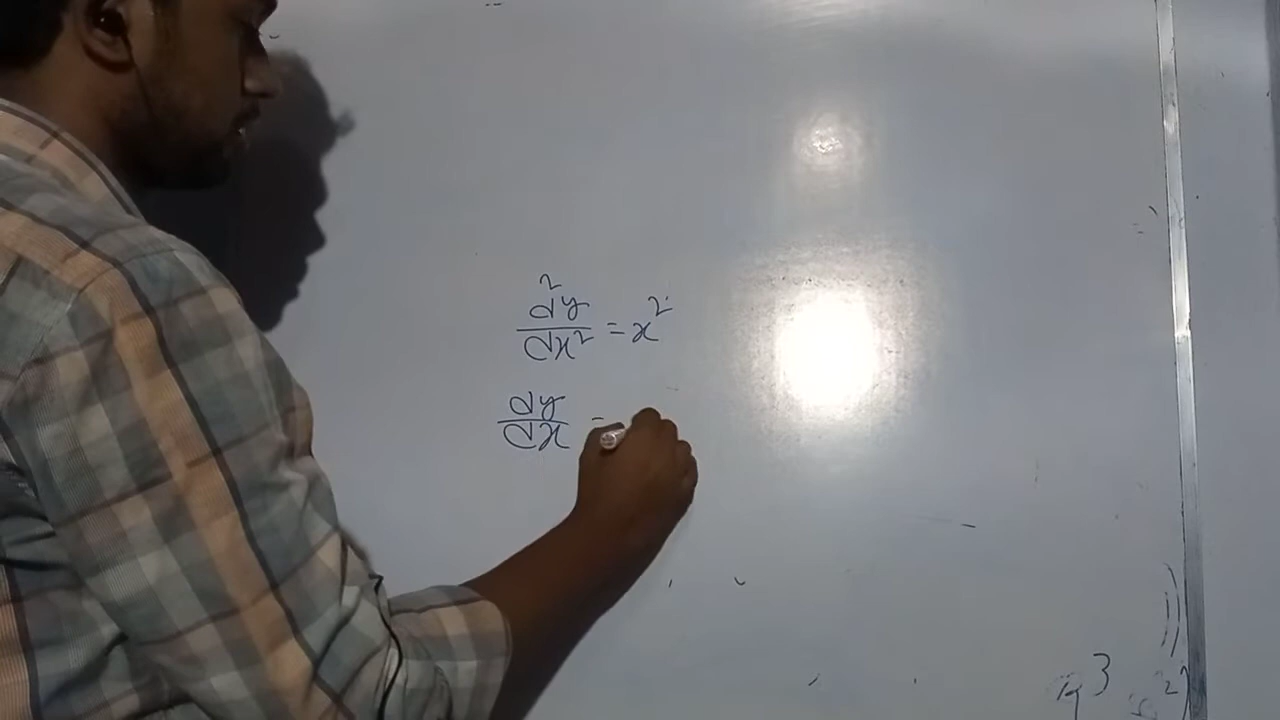 d²y/dx² = x²
dy/dx =